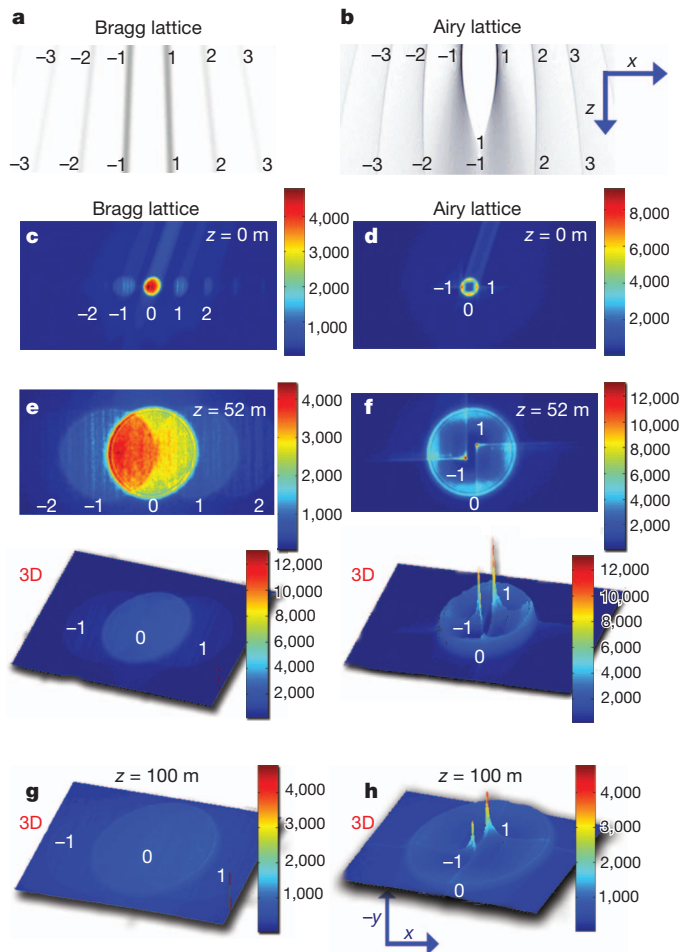 a
Bragg lattice
−3 −2 −1 1 2 3
−3 −2 −1 1 2 3
b
Airy lattice
−3 −2 −1 1 2 3
x
z
1
−3 −2 −1 2 3
Bragg lattice
c
z = 0 m
−2 −1 0 1 2
4,000
3,000
2,000
1,000
Airy lattice
d
z = 0 m
−1 1
0
8,000
6,000
4,000
2,000
e
z = 52 m
−2 −1 0 1 2
4,000
3,000
2,000
1,000
f
z = 52 m
1
−1
0
12,000
10,000
8,000
6,000
4,000
2,000
3D
−1 0 1
12,000
10,000
8,000
6,000
4,000
2,000
3D
1
−1
0
12,000
10,000
8,000
6,000
4,000
2,000
g
z = 100 m
3D
−1 0 1
4,000
3,000
2,000
1,000
h
z = 100 m
3D
1
−1
0
4,000
3,000
2,000
1,000
−y
x